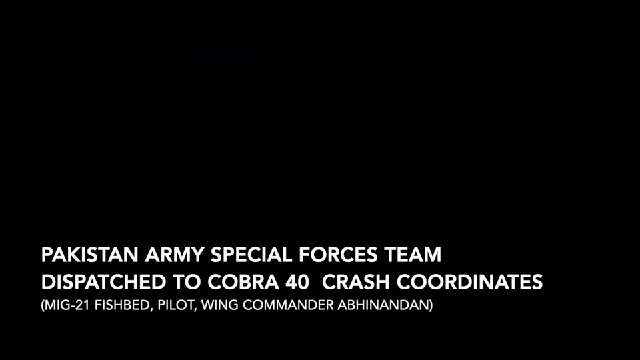 PAKISTAN ARMY SPECIAL FORCES TEAM
DISPATCHED TO COBRA 40 CRASH COORDINATES
(MIG-21 FISHBED, PILOT, WING COMMANDER ABHINANDAN)